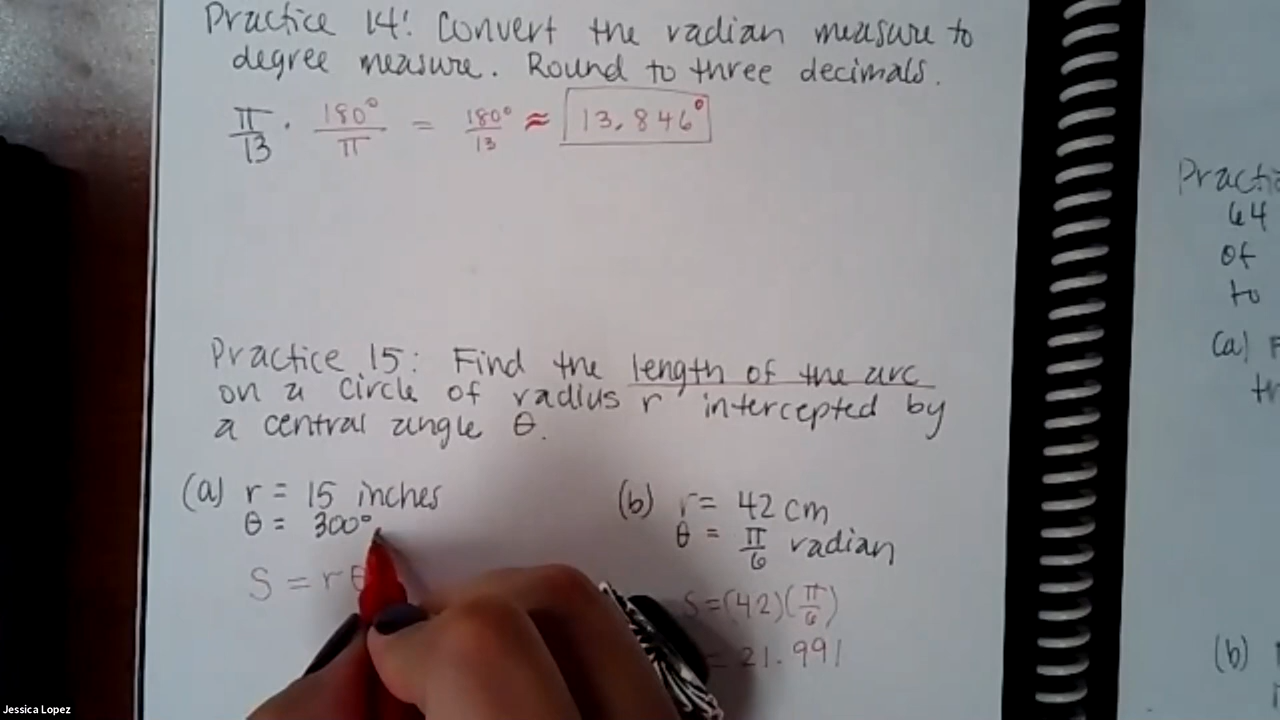 Practice 14: Convert the radian measure to
degree measure. Round to three decimals.
π/13 · 180°/π = 180°/13 ≈ 13.846°
Practice 15: Find the length of the arc
on a circle of radius r intercepted by
a central angle θ.
(a) r = 15 inches
θ = 300°
S = rθ
(b) r = 42 cm
θ = π/6 radian
S = (42)(π/6)
= 21.991
64
of
to
(a)
(b)
Jessica Lopez